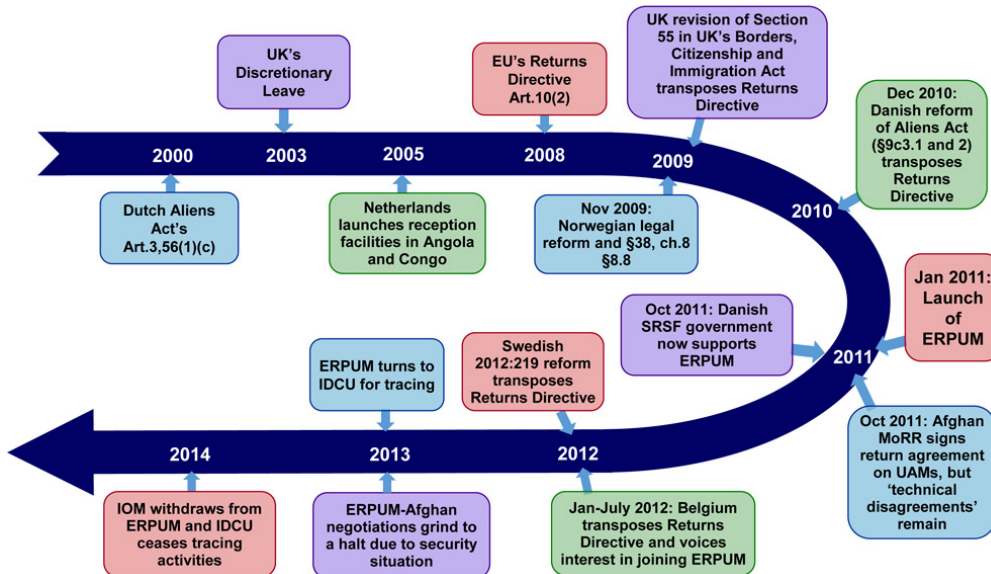 UK's
Discretionary
Leave
EU's Returns
Directive
Art.10(2)
UK revision of Section
55 in UK's Borders,
Citizenship and
Immigration Act
transposes Returns
Directive
Dec 2010:
Danish reform
of Aliens Act
(§9c3.1 and 2)
transposes
Returns
Directive
2000
2003
2005
2008
2009
2010
Dutch Aliens
Act's
Art.3,56(1)(c)
Netherlands
launches reception
facilities in Angola
and Congo
Nov 2009:
Norwegian legal
reform and §38, ch.8
§8.8
Jan 2011:
Launch
of
ERPUM
Oct 2011: Danish
SRSF government
now supports
ERPUM
2011
Oct 2011: Afghan
MoRR signs
return agreement
on UAMs, but
‘technical
disagreements’
remain
Swedish
2012:219 reform
transposes
Returns Directive
ERPUM turns to
IDCU for tracing
2014
2013
2012
IOM withdraws from
ERPUM and IDCU
ceases tracing
activities
ERPUM-Afghan
negotiations grind to
a halt due to security
situation
Jan-July 2012: Belgium
transposes Returns
Directive and voices
interest in joining ERPUM